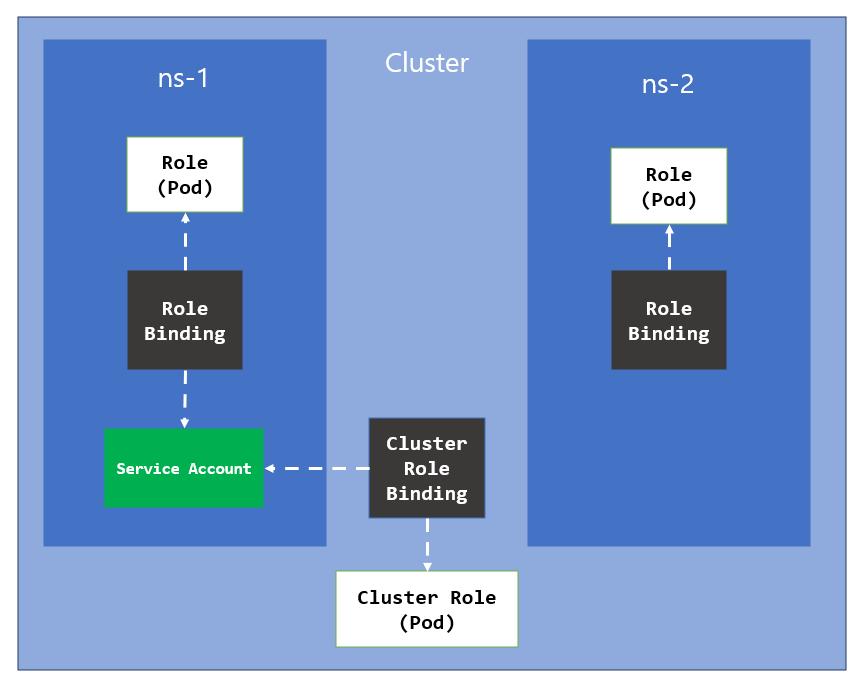 Cluster
ns-1
Role
(Pod)
Role
Binding
Service Account
Cluster
Role
Binding
Cluster Role
(Pod)
ns-2
Role
(Pod)
Role
Binding